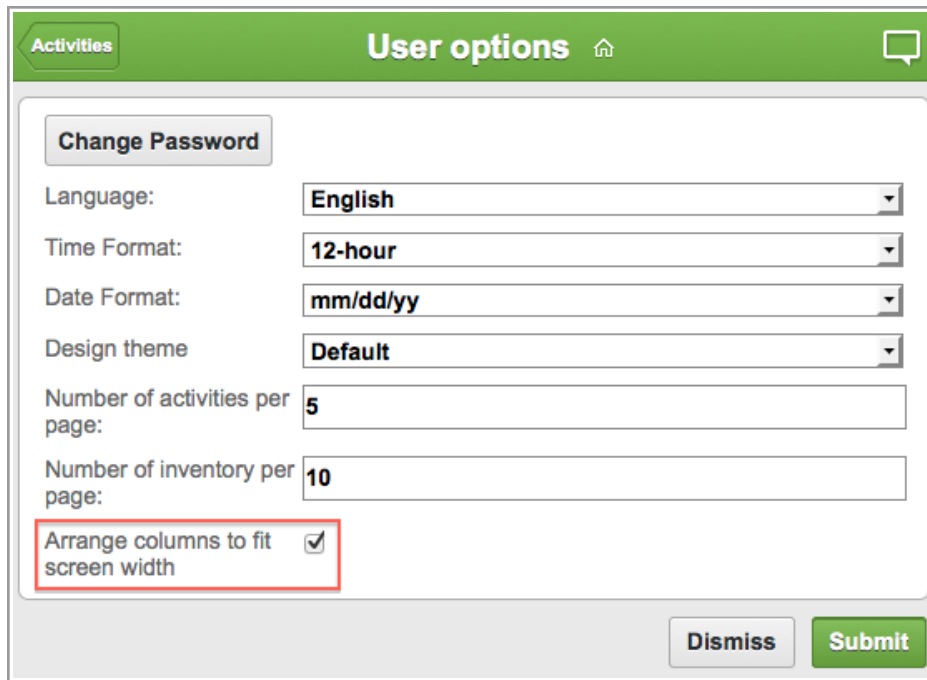 Activities
User options
Change Password
Language:
English
Time Format:
12-hour
Date Format:
mm/dd/yy
Design theme
Default
Number of activities per
page:
5
Number of inventory per
page:
10
Arrange columns to fit
screen width
Dismiss
Submit